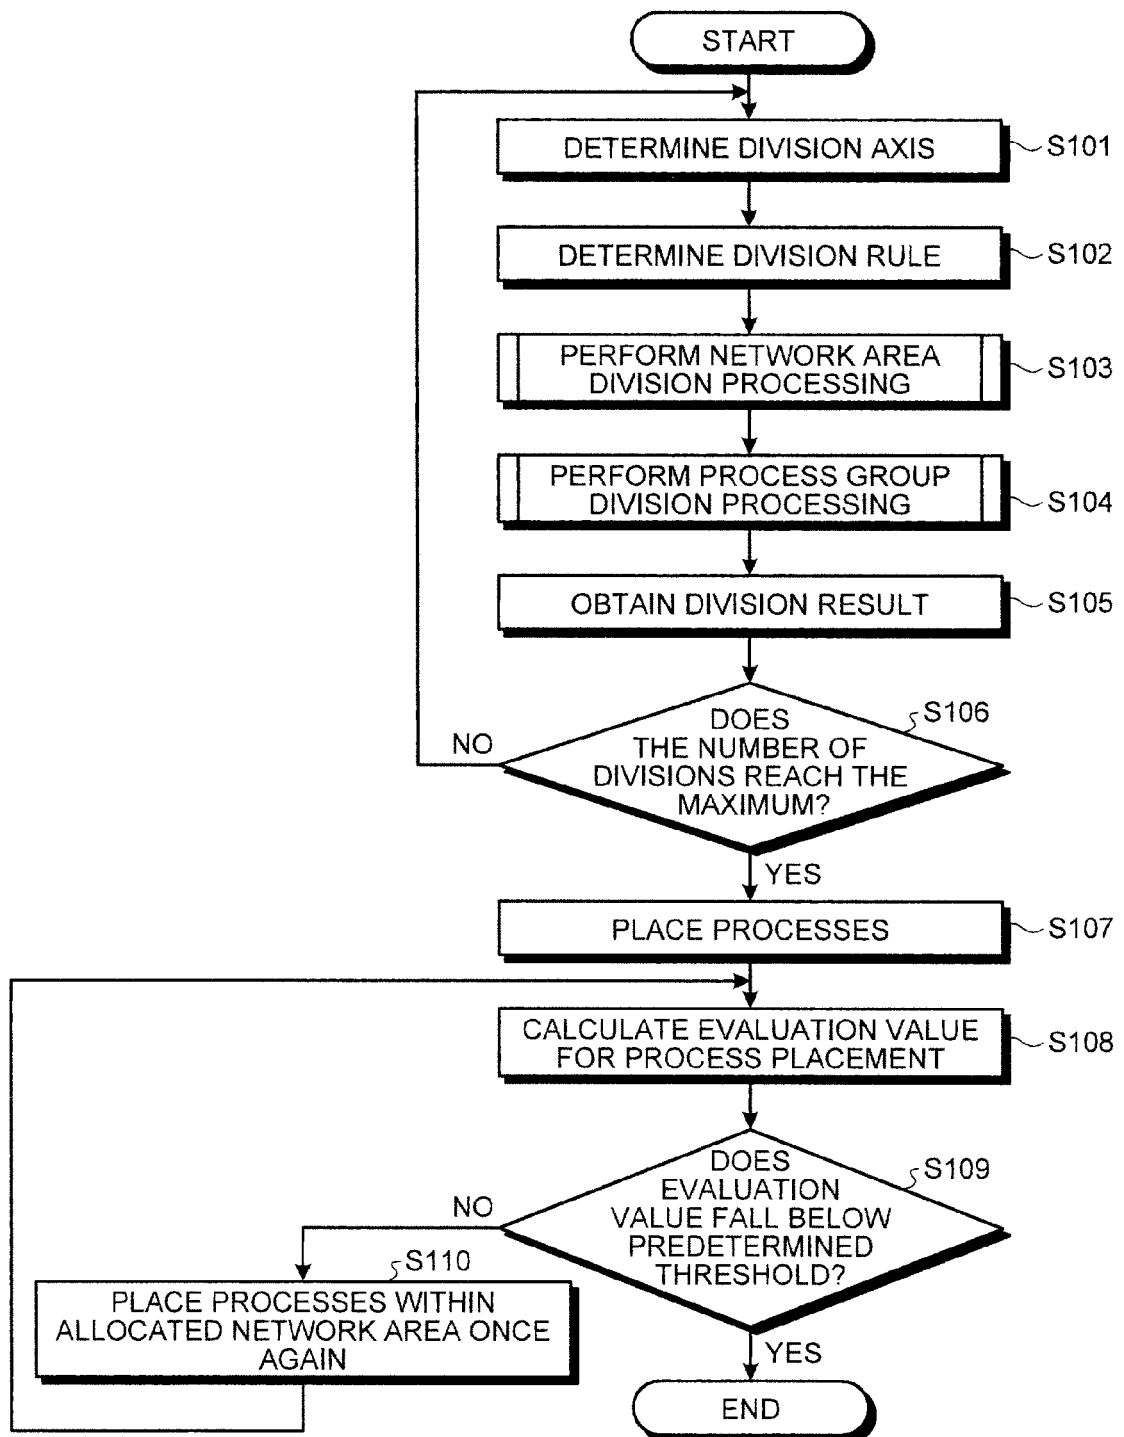 START
DETERMINE DIVISION AXIS
S101
DETERMINE DIVISION RULE
S102
PERFORM NETWORK AREA
DIVISION PROCESSING
S103
PERFORM PROCESS GROUP
DIVISION PROCESSING
S104
OBTAIN DIVISION RESULT
S105
S106
DOES
THE NUMBER OF
DIVISIONS REACH THE
MAXIMUM?
NO
YES
PLACE PROCESSES
S107
CALCULATE EVALUATION VALUE
FOR PROCESS PLACEMENT
S108
S109
DOES
EVALUATION
VALUE FALL BELOW
PREDETERMINED
THRESHOLD?
NO
S110
PLACE PROCESSES WITHIN
ALLOCATED NETWORK AREA ONCE
AGAIN
YES
END